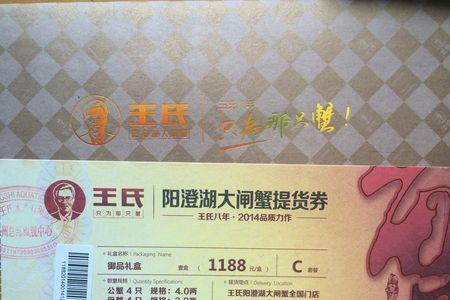 王氏
只为那只蟹！
王氏
只为那只蟹
阳澄湖大闸蟹提货券
王氏八年·2014品质力作
礼盒名称 Packaging Name
御品礼盒
壹盒
1188 元/盒
C 套餐
数量规格 Quantity Specifications
提货地点 Delivery Location
公蟹 4 只 规格：4.0两
王氏阳澄湖大闸蟹全国门店